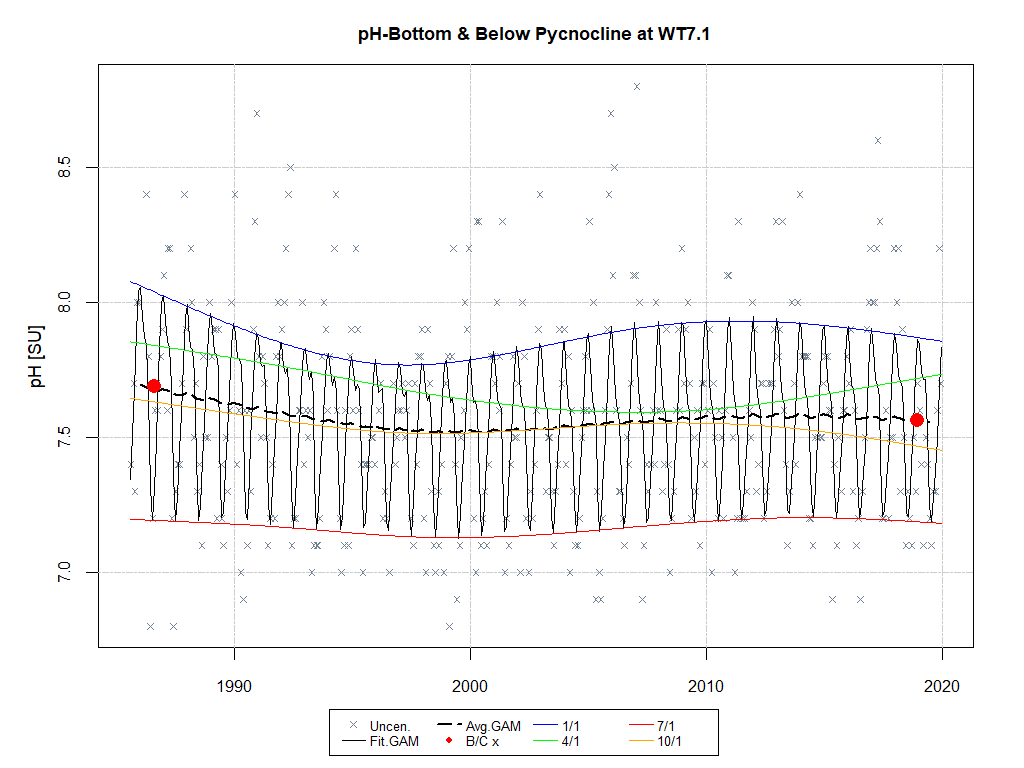 pH-Bottom & Below Pycnocline at WT7.1
pH [SU]
8.5
8.0
7.5
7.0
1990 2000 2010 2020
Uncen. Avg.GAM 1/1 7/1
Fit.GAM B/C x 4/1 10/1